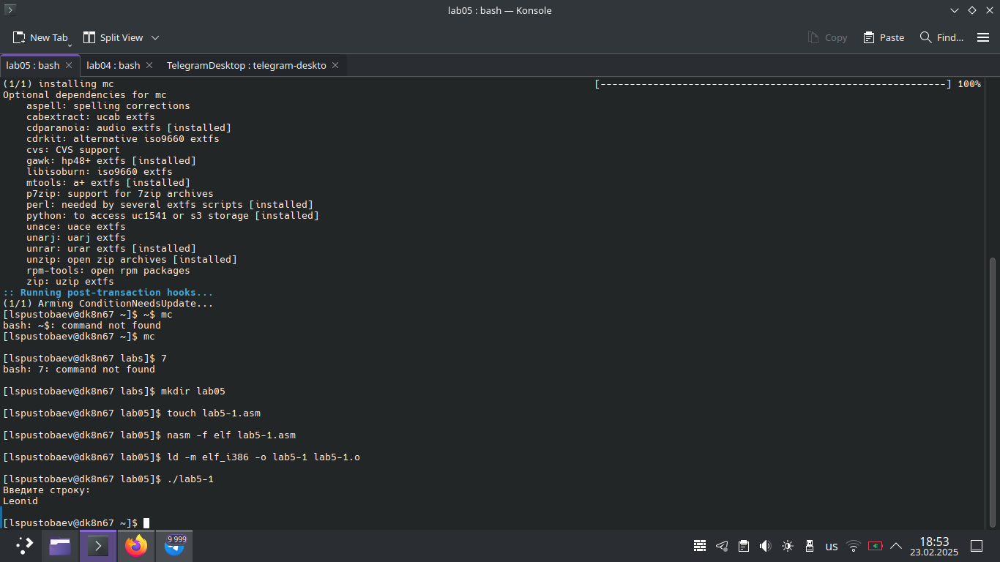 lab05 : bash — Konsole
New Tab
Split View
Copy
Paste
Find...
lab05 : bash
lab04 : bash
TelegramDesktop : telegram-deskto
(1/1) installing mc [-----------------------------------------------------------] 100%
Optional dependencies for mc
    aspell: spelling corrections
    cabextract: ucab extfs
    cdparanoia: audio extfs [installed]
    cdrkit: alternative iso9660 extfs
    cvs: CVS support
    gawk: hp48+ extfs [installed]
    libisoburn: iso9660 extfs
    mtools: a+ extfs [installed]
    p7zip: support for 7zip archives
    perl: needed by several extfs scripts [installed]
    python: to access uc1541 or s3 storage [installed]
    unace: uace extfs
    unarj: uarj extfs
    unrar: urar extfs [installed]
    unzip: open zip archives [installed]
    rpm-tools: open rpm packages
    zip: uzip extfs
:: Running post-transaction hooks...
(1/1) Arming ConditionNeedsUpdate...
[lspustobaev@dk8n67 ~]$ ~$ mc
bash: ~$: command not found
[lspustobaev@dk8n67 ~]$ mc
[lspustobaev@dk8n67 labs]$ 7
bash: 7: command not found
[lspustobaev@dk8n67 labs]$ mkdir lab05
[lspustobaev@dk8n67 lab05]$ touch lab5-1.asm
[lspustobaev@dk8n67 lab05]$ nasm -f elf lab5-1.asm
[lspustobaev@dk8n67 lab05]$ ld -m elf_i386 -o lab5-1 lab5-1.o
[lspustobaev@dk8n67 lab05]$ ./lab5-1
Введите строку:
Leonid
[lspustobaev@dk8n67 ~]$
9 999
us
18:53
23.02.2025